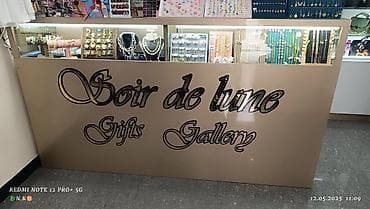 Soir de lune
Gifts Gallery
REDMI NOTE 12 PRO+ 5G
12.05.2025 11:09